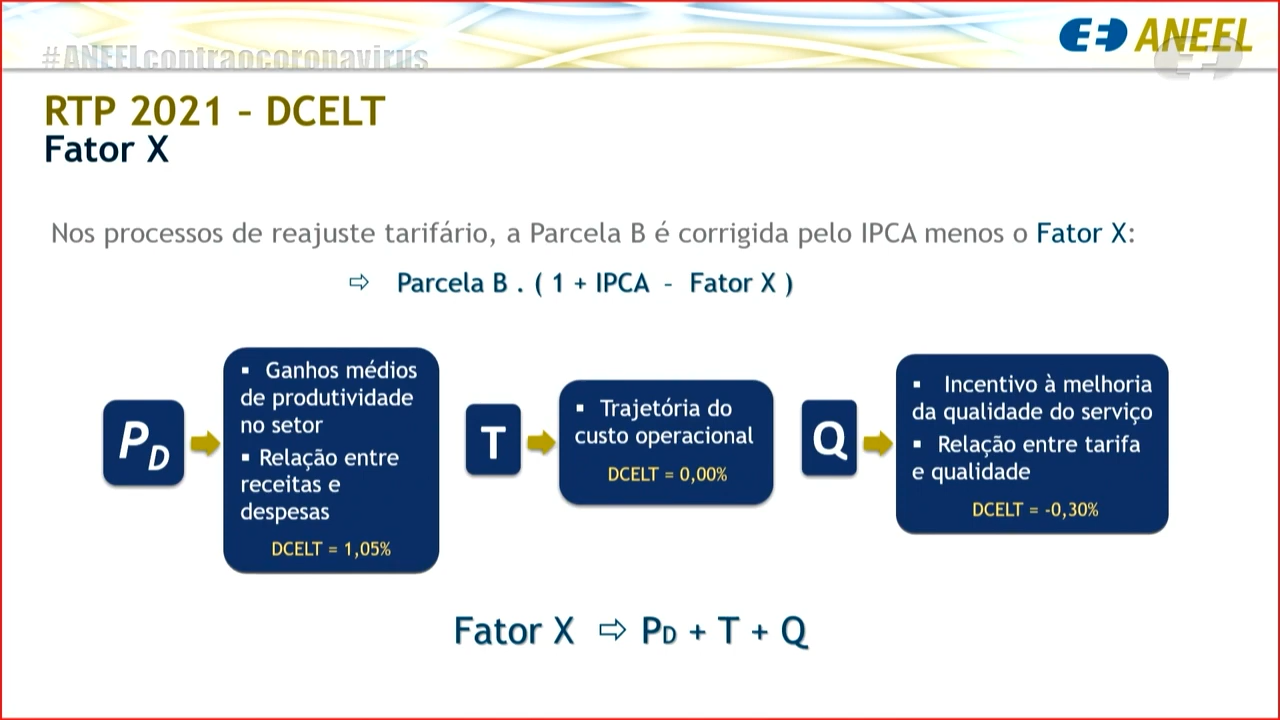 #ANEELcontraocoronavirus
ANEEL
RTP 2021 – DCELT
Fator X
Nos processos de reajuste tarifário, a Parcela B é corrigida pelo IPCA menos o Fator X:
⇨ Parcela B . ( 1 + IPCA – Fator X )
PD
▪ Ganhos médios
de produtividade
no setor
▪ Relação entre
receitas e
despesas
DCELT = 1,05%
T
▪ Trajetória do
custo operacional
DCELT = 0,00%
Q
▪ Incentivo à melhoria
da qualidade do serviço
▪ Relação entre tarifa
e qualidade
DCELT = -0,30%
Fator X ⇨ PD + T + Q